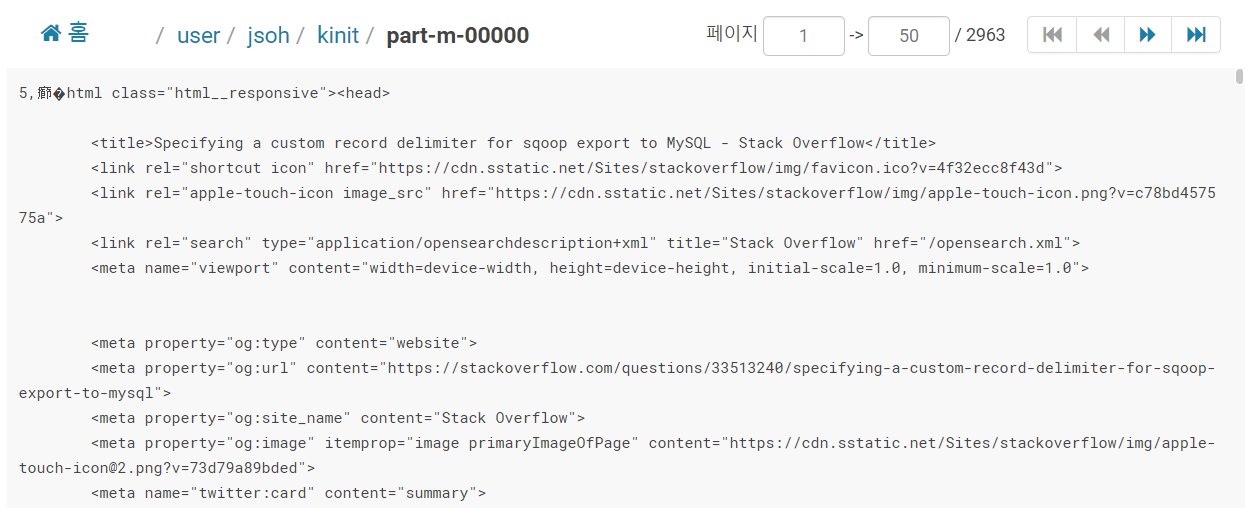 홈 / user / jsoh / kinit / part-m-00000 페이지 1 -> 50 / 2963
5,html class="html__responsive"><head>
<title>Specifying a custom record delimiter for sqoop export to MySQL - Stack Overflow</title>
<link rel="shortcut icon" href="https://cdn.sstatic.net/Sites/stackoverflow/img/favicon.ico?v=4f32ecc8f43d">
<link rel="apple-touch-icon image_src" href="https://cdn.sstatic.net/Sites/stackoverflow/img/apple-touch-icon.png?v=c78bd4575
75a">
<link rel="search" type="application/opensearchdescription+xml" title="Stack Overflow" href="/opensearch.xml">
<meta name="viewport" content="width=device-width, height=device-height, initial-scale=1.0, minimum-scale=1.0">
<meta property="og:type" content="website">
<meta property="og:url" content="https://stackoverflow.com/questions/33513240/specifying-a-custom-record-delimiter-for-sqoop-
export-to-mysql">
<meta property="og:site_name" content="Stack Overflow">
<meta property="og:image" itemprop="image primaryImageOfPage" content="https://cdn.sstatic.net/Sites/stackoverflow/img/apple-
touch-icon@2.png?v=73d79a89bded">
<meta name="twitter:card" content="summary">